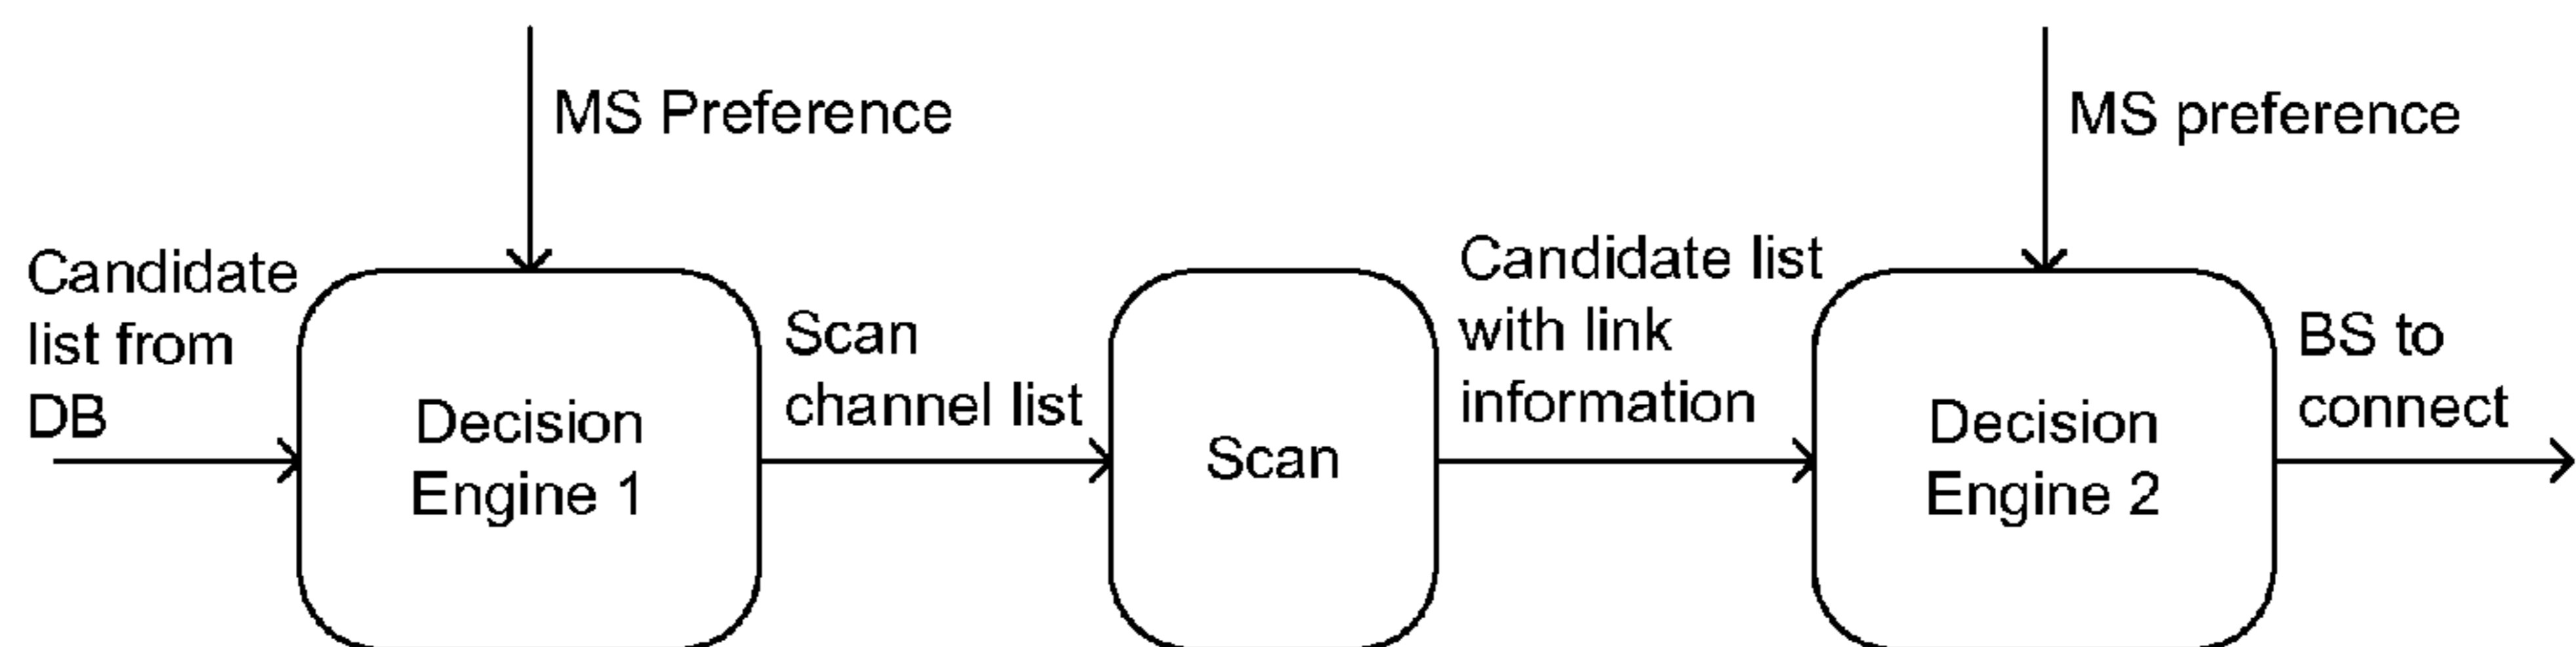 MS Preference
MS preference
Candidate
list from
DB
Decision
Engine 1
Scan
channel list
Scan
Candidate list
with link
information
Decision
Engine 2
BS to
connect